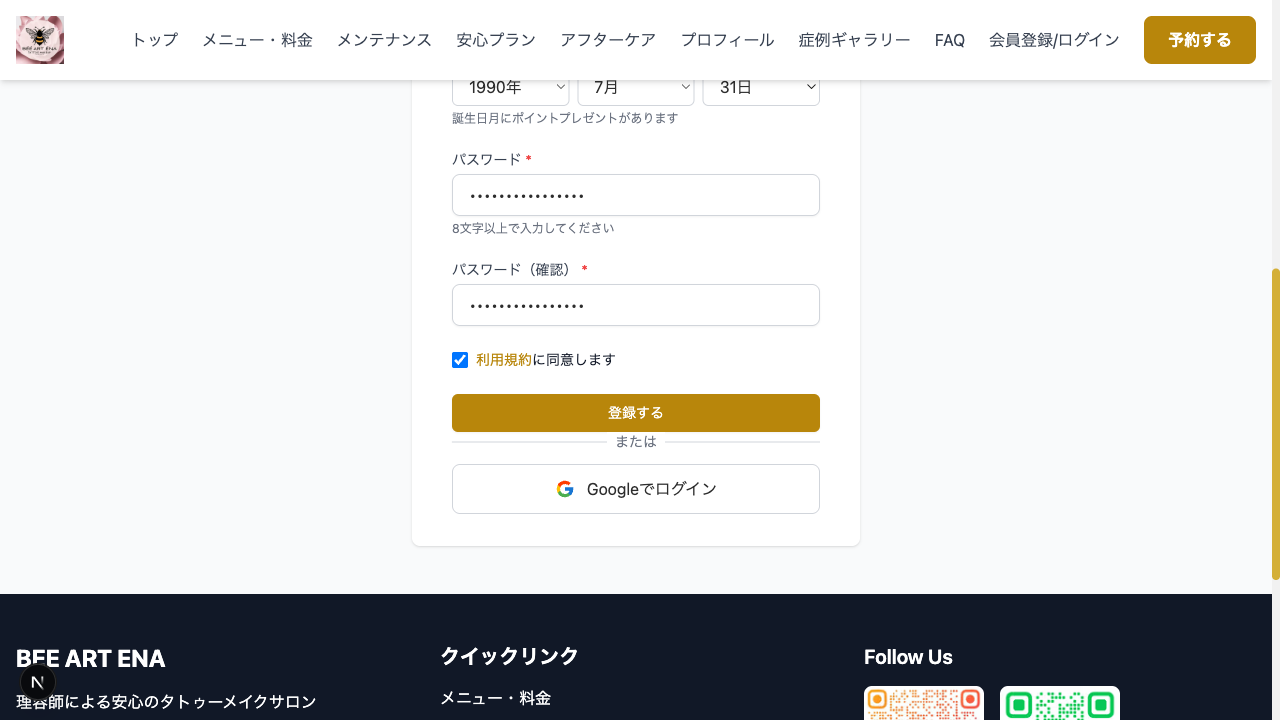 BEE ART ENA
トップ
メニュー・料金
メンテナンス
安心プラン
アフターケア
プロフィール
症例ギャラリー
FAQ
会員登録/ログイン
予約する
1990年
7月
31日
誕生日月にポイントプレゼントがあります
パスワード *
••••••••••••••••
8文字以上で入力してください
パスワード（確認） *
••••••••••••••••
利用規約に同意します
登録する
または
Googleでログイン
BEE ART ENA
理容師による安心のタトゥーメイクサロン
N
クイックリンク
メニュー・料金
Follow Us